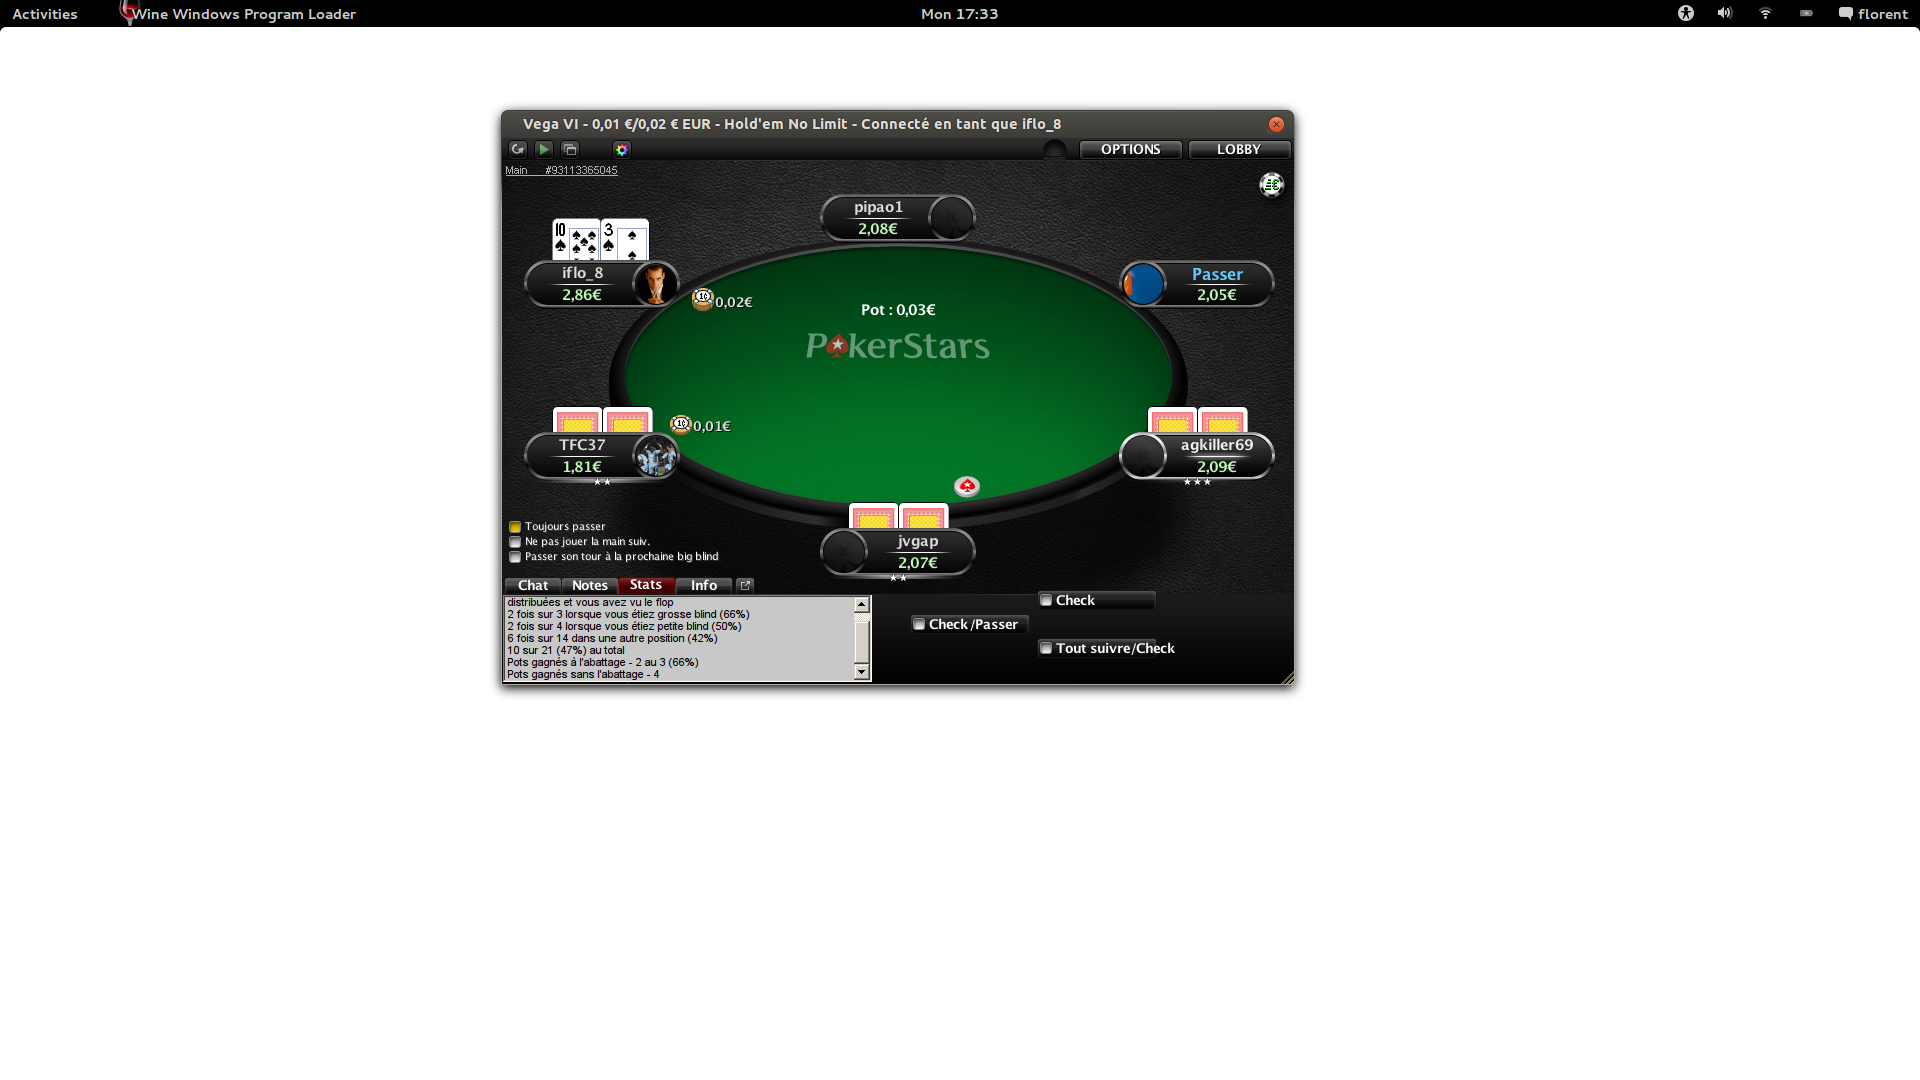 Activities
Wine Windows Program Loader
Mon 17:33
florent
Vega VI - 0,01 €/0,02 € EUR - Hold'em No Limit - Connecté en tant que iflo_8
OPTIONS
LOBBY
Main #93113365045
pipao1
2,08€
10
3
iflo_8
2,86€
Passer
2,05€
0,02€
Pot : 0,03€
PokerStars
0,01€
TFC37
1,81€
agkiller69
2,09€
Toujours passer
Ne pas jouer la main suiv.
Passer son tour à la prochaine big blind
jvgap
2,07€
Chat
Notes
Stats
Info
distribuées et vous avez vu le flop
2 fois sur 3 lorsque vous étiez grosse blind (66%)
2 fois sur 4 lorsque vous étiez petite blind (50%)
6 fois sur 14 dans une autre position (42%)
10 sur 21 (47%) au total
Pots gagnés à l'abattage - 2 au 3 (66%)
Pots gagnés sans l'abattage - 4
Check
Check /Passer
Tout suivre/Check